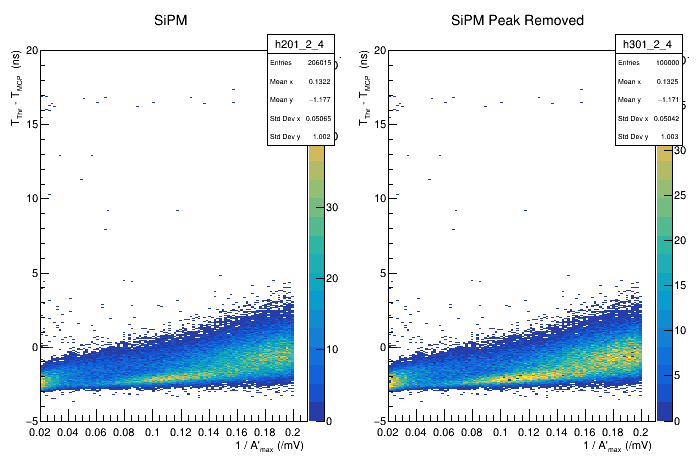 SiPM
h201_2_4
Entries 206015
Mean x 0.1322
Mean y −1.177
Std Dev x 0.05065
Std Dev y 1.002
T_Thr - T_MCP (ns)
20
15
10
5
0
−5
0.02 0.04 0.06 0.08 0.1 0.12 0.14 0.16 0.18 0.2
1 / A'_max (/mV)
30
20
10
0
SiPM Peak Removed
h301_2_4
Entries 100000
Mean x 0.1325
Mean y −1.171
Std Dev x 0.05042
Std Dev y 1.003
T_Thr - T_MCP (ns)
20
15
10
5
0
−5
0.02 0.04 0.06 0.08 0.1 0.12 0.14 0.16 0.18 0.2
1 / A'_max (/mV)
30
25
20
15
10
5
0